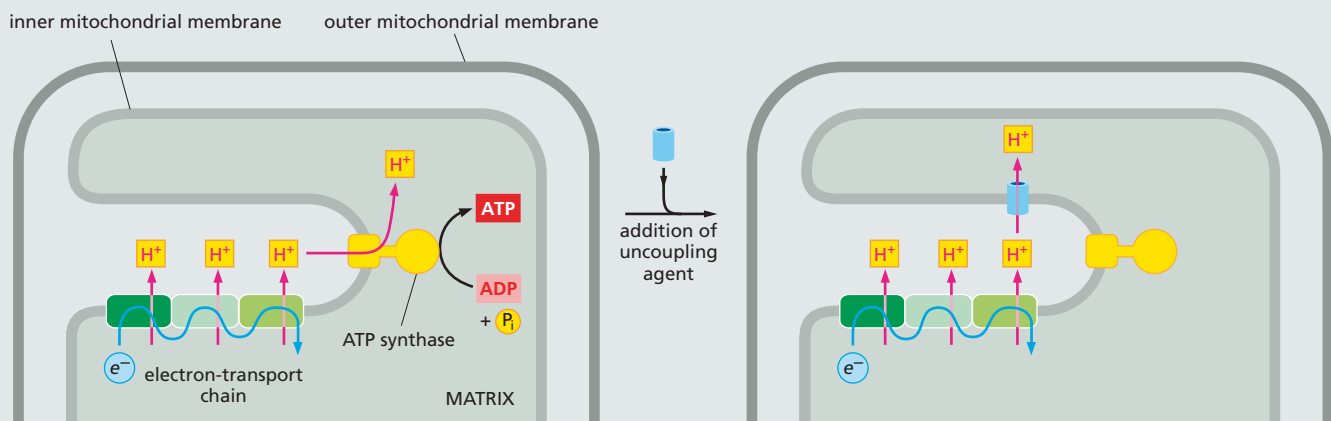 inner mitochondrial membrane
outer mitochondrial membrane
H⁺
ATP
H⁺ H⁺ H⁺
ADP
+ Pᵢ
ATP synthase
e⁻
electron-transport
chain
MATRIX
addition of
uncoupling
agent
H⁺
H⁺ H⁺ H⁺
e⁻